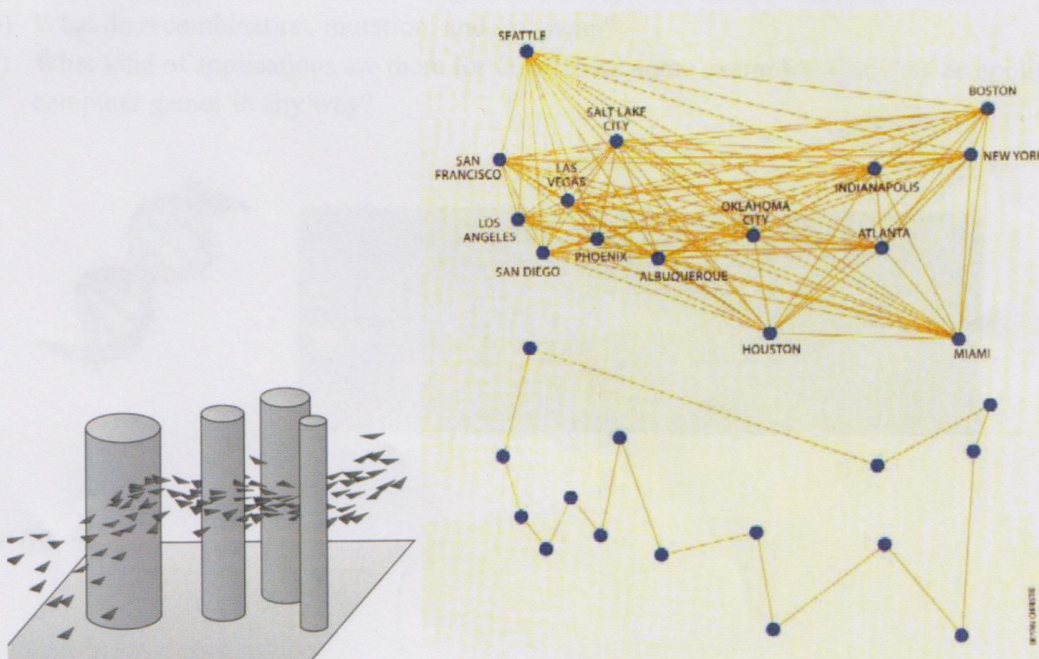 SEATTLE
BOSTON
SALT LAKE
CITY
NEW YORK
SAN
FRANCISCO
LAS
VEGAS
INDIANAPOLIS
OKLAHOMA
CITY
LOS
ANGELES
ATLANTA
PHOENIX
SAN DIEGO
ALBUQUERQUE
HOUSTON
MIAMI